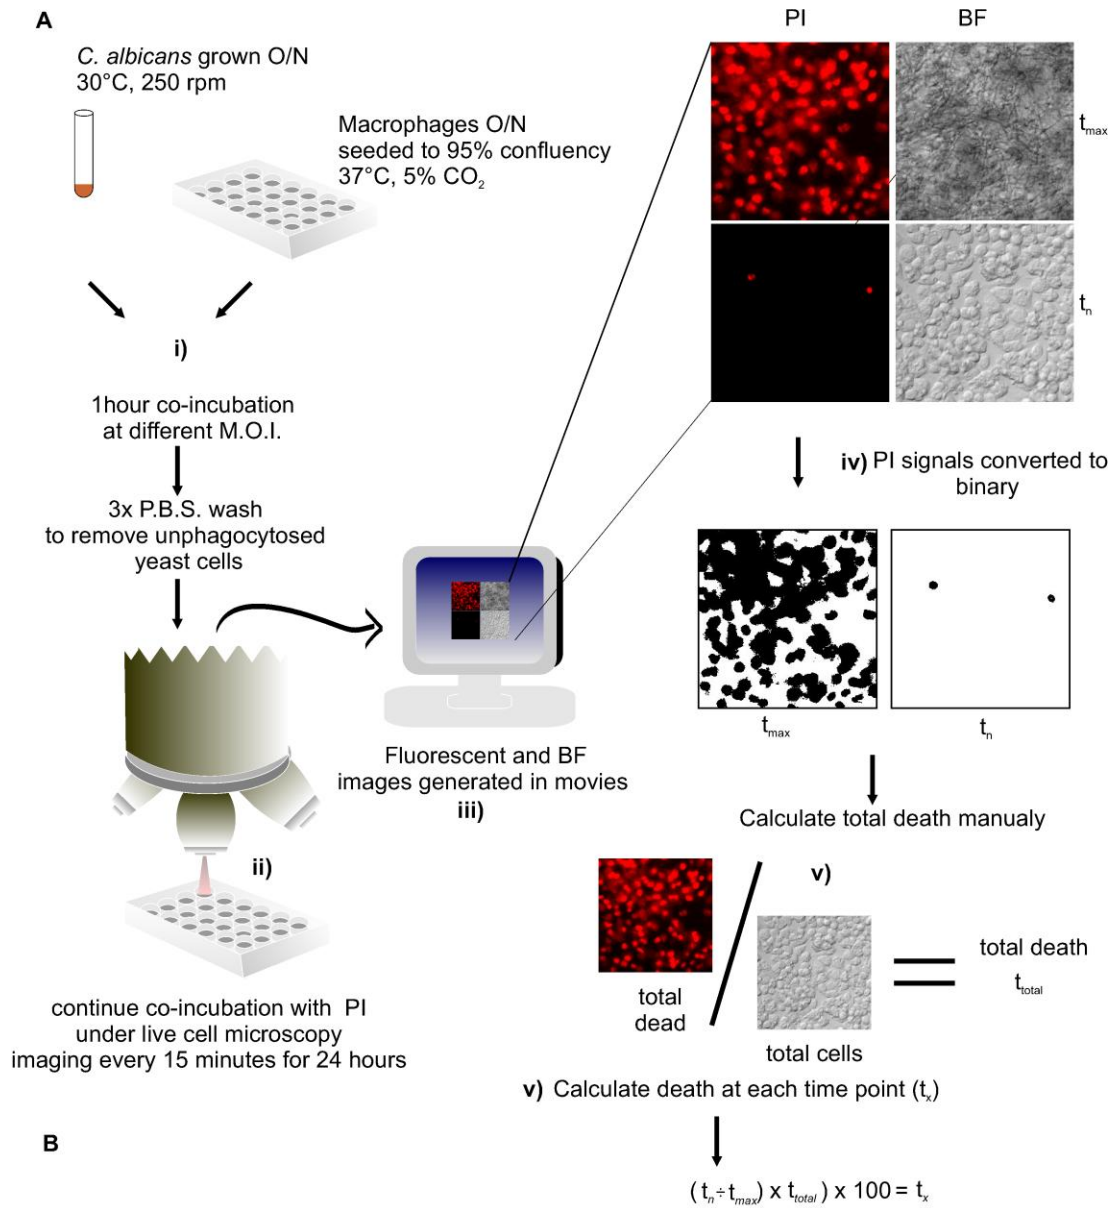 A
C. albicans grown O/N
30°C, 250 rpm
Macrophages O/N
seeded to 95% confluency
37°C, 5% CO₂
i)
1hour co-incubation
at different M.O.I.
3x P.B.S. wash
to remove unphagocytosed
yeast cells
ii)
continue co-incubation with PI
under live cell microscopy
imaging every 15 minutes for 24 hours
Fluorescent and BF
images generated in movies
iii)
PI
BF
tmax
tn
iv) PI signals converted to
binary
tmax
tn
Calculate total death manualy
v)
total
dead
total cells
total death
ttotal
v) Calculate death at each time point (tx)
B
(tn÷tmax) x ttotal) x 100 = tx